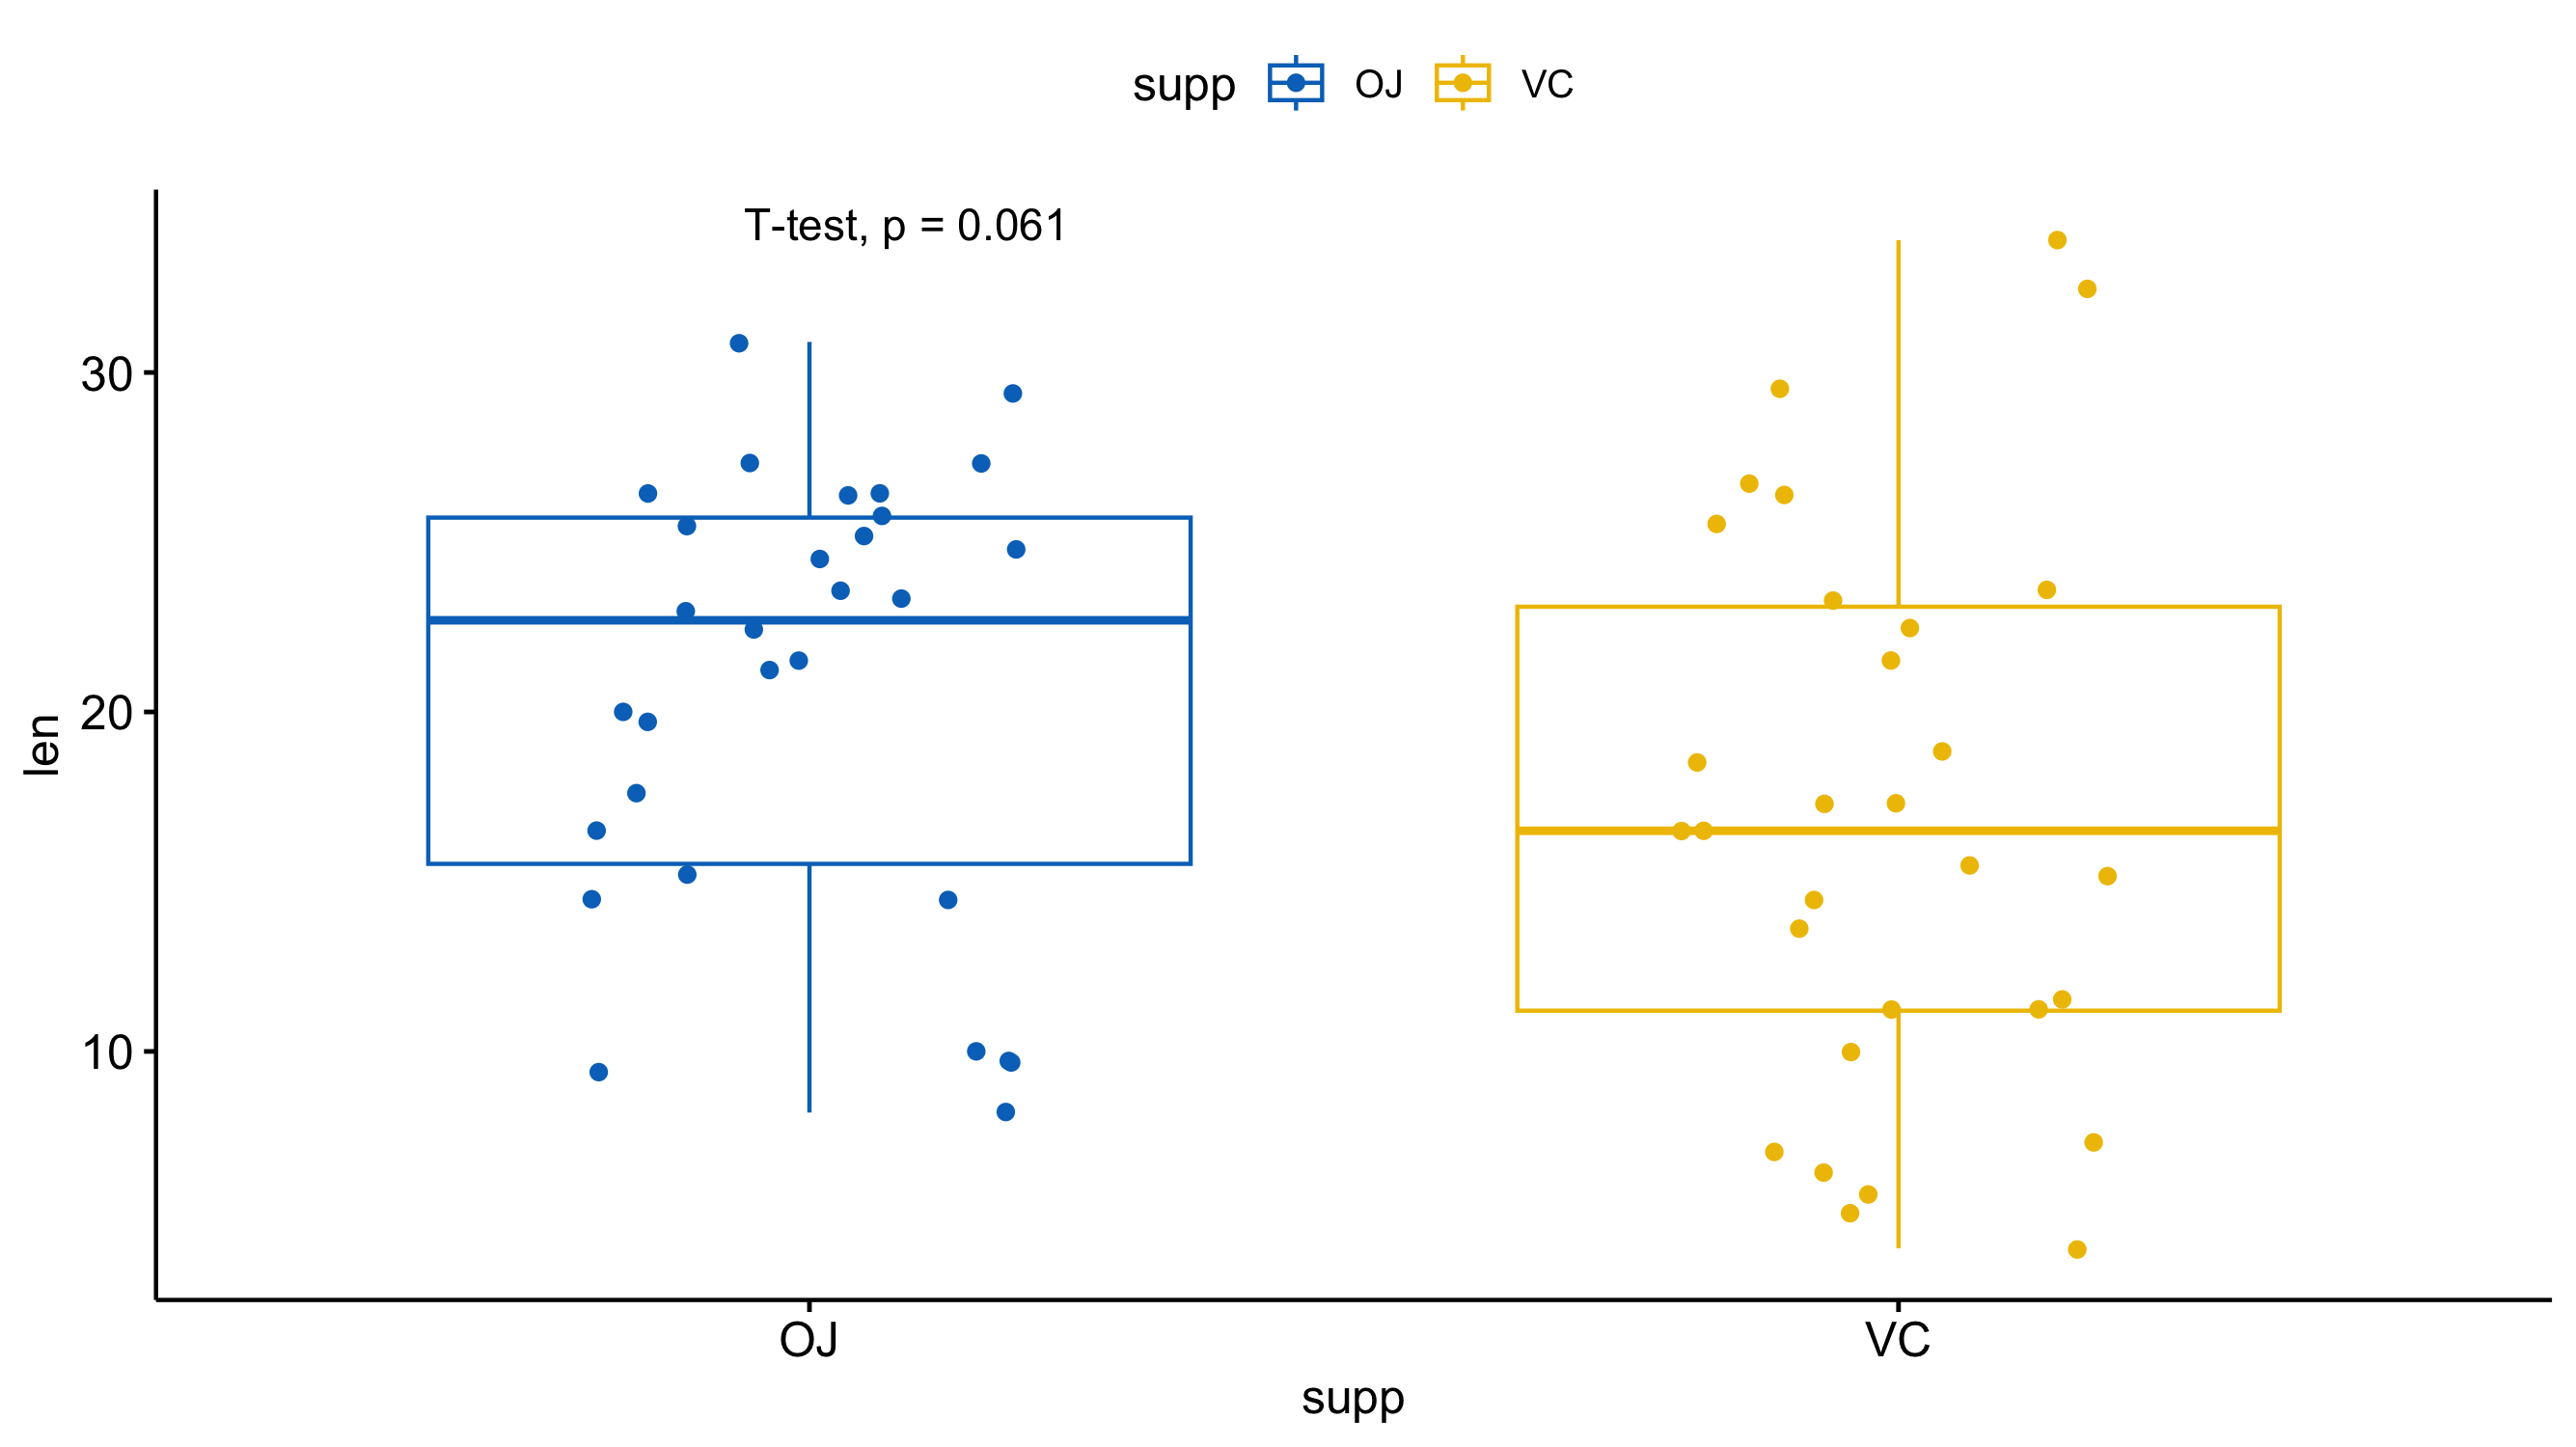 supp OJ VC
T-test, p = 0.061
30
20
10
len
OJ VC
supp